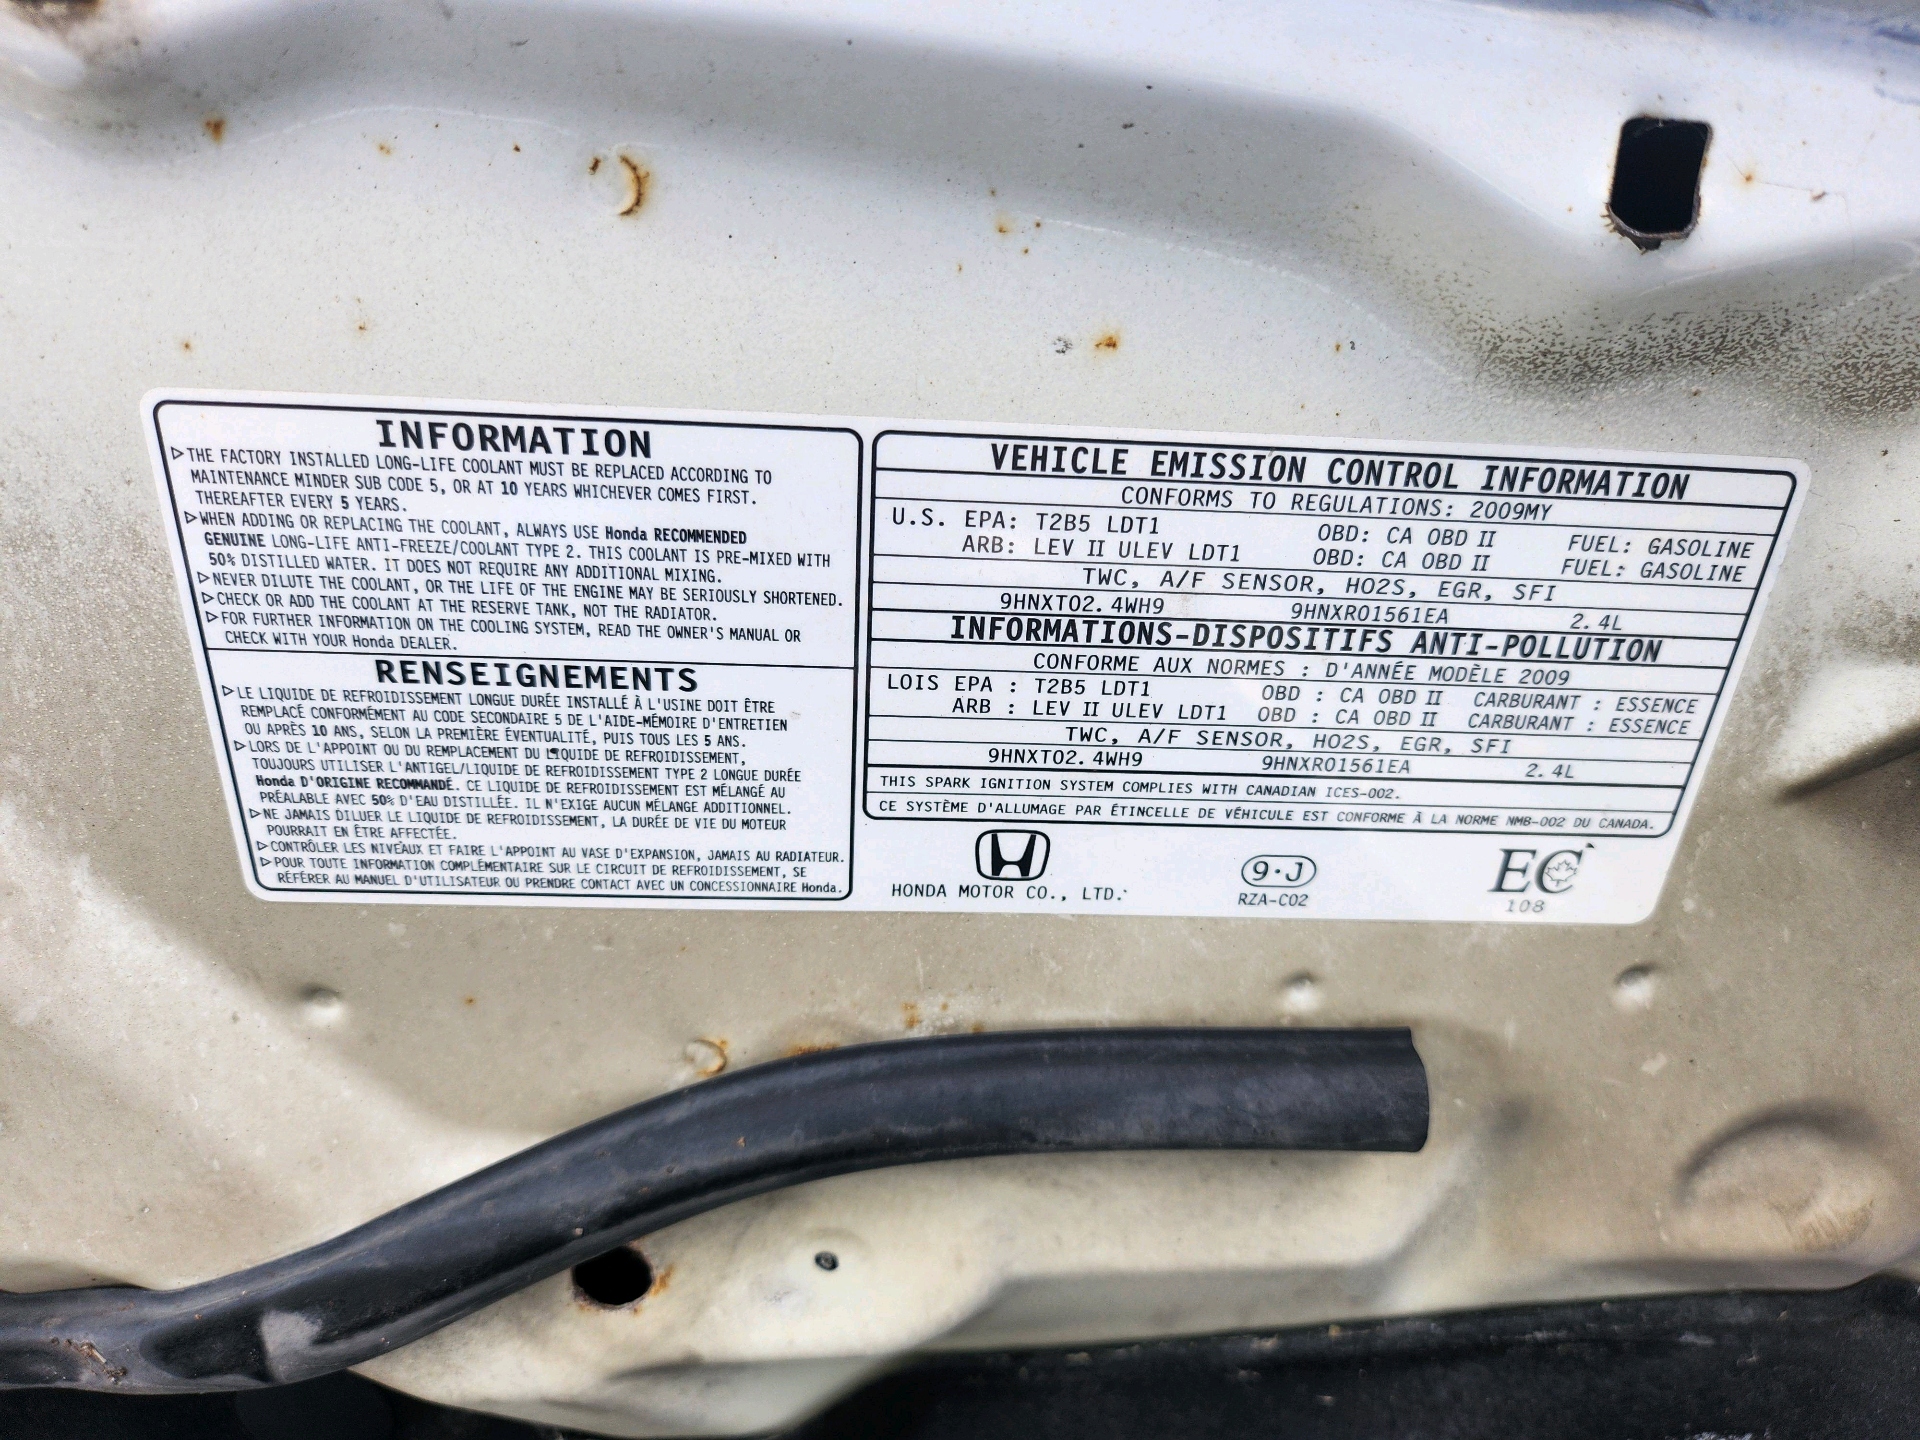 INFORMATION
▷THE FACTORY INSTALLED LONG-LIFE COOLANT MUST BE REPLACED ACCORDING TO
MAINTENANCE MINDER SUB CODE 5, OR AT 10 YEARS WHICHEVER COMES FIRST.
THEREAFTER EVERY 5 YEARS.
▷WHEN ADDING OR REPLACING THE COOLANT, ALWAYS USE Honda RECOMMENDED
GENUINE LONG-LIFE ANTI-FREEZE/COOLANT TYPE 2. THIS COOLANT IS PRE-MIXED WITH
50% DISTILLED WATER. IT DOES NOT REQUIRE ANY ADDITIONAL MIXING.
▷NEVER DILUTE THE COOLANT, OR THE LIFE OF THE ENGINE MAY BE SERIOUSLY SHORTENED.
▷CHECK OR ADD THE COOLANT AT THE RESERVE TANK, NOT THE RADIATOR.
▷FOR FURTHER INFORMATION ON THE COOLING SYSTEM, READ THE OWNER'S MANUAL OR
CHECK WITH YOUR Honda DEALER.
RENSEIGNEMENTS
▷LE LIQUIDE DE REFROIDISSEMENT LONGUE DURÉE INSTALLÉ À L'USINE DOIT ÊTRE
REMPLACÉ CONFORMÉMENT AU CODE SECONDAIRE 5 DE L'AIDE-MÉMOIRE D'ENTRETIEN
OU APRÈS 10 ANS, SELON LA PREMIÈRE ÉVENTUALITÉ, PUIS TOUS LES 5 ANS.
▷LORS DE L'APPOINT OU DU REMPLACEMENT DU LIQUIDE DE REFROIDISSEMENT,
TOUJOURS UTILISER L'ANTIGEL/LIQUIDE DE REFROIDISSEMENT TYPE 2 LONGUE DURÉE
Honda D'ORIGINE RECOMMANDÉ. CE LIQUIDE DE REFROIDISSEMENT EST MÉLANGÉ AU
PRÉALABLE AVEC 50% D'EAU DISTILLÉE. IL N'EXIGE AUCUN MÉLANGE ADDITIONNEL.
▷NE JAMAIS DILUER LE LIQUIDE DE REFROIDISSEMENT, LA DURÉE DE VIE DU MOTEUR
POURRAIT EN ÊTRE AFFECTÉE.
▷CONTRÔLER LES NIVEAUX ET FAIRE L'APPOINT AU VASE D'EXPANSION, JAMAIS AU RADIATEUR.
▷POUR TOUTE INFORMATION COMPLÉMENTAIRE SUR LE CIRCUIT DE REFROIDISSEMENT, SE
RÉFÉRER AU MANUEL D'UTILISATEUR OU PRENDRE CONTACT AVEC UN CONCESSIONNAIRE Honda.
VEHICLE EMISSION CONTROL INFORMATION
CONFORMS TO REGULATIONS: 2009MY
U.S. EPA: T2B5 LDT1 OBD: CA OBD II FUEL: GASOLINE
ARB: LEV II ULEV LDT1 OBD: CA OBD II FUEL: GASOLINE
TWC, A/F SENSOR, HO2S, EGR, SFI
9HNXT02.4WH9 9HNXR01561EA 2.4L
INFORMATIONS-DISPOSITIFS ANTI-POLLUTION
CONFORME AUX NORMES : D'ANNÉE MODÈLE 2009
LOIS EPA : T2B5 LDT1 OBD : CA OBD II CARBURANT : ESSENCE
ARB : LEV II ULEV LDT1 OBD : CA OBD II CARBURANT : ESSENCE
TWC, A/F SENSOR, HO2S, EGR, SFI
9HNXT02.4WH9 9HNXR01561EA 2.4L
THIS SPARK IGNITION SYSTEM COMPLIES WITH CANADIAN ICES-002.
CE SYSTÈME D'ALLUMAGE PAR ÉTINCELLE DE VÉHICULE EST CONFORME À LA NORME NMB-002 DU CANADA.
HONDA MOTOR CO., LTD.
9·J
RZA-C02
EC
108